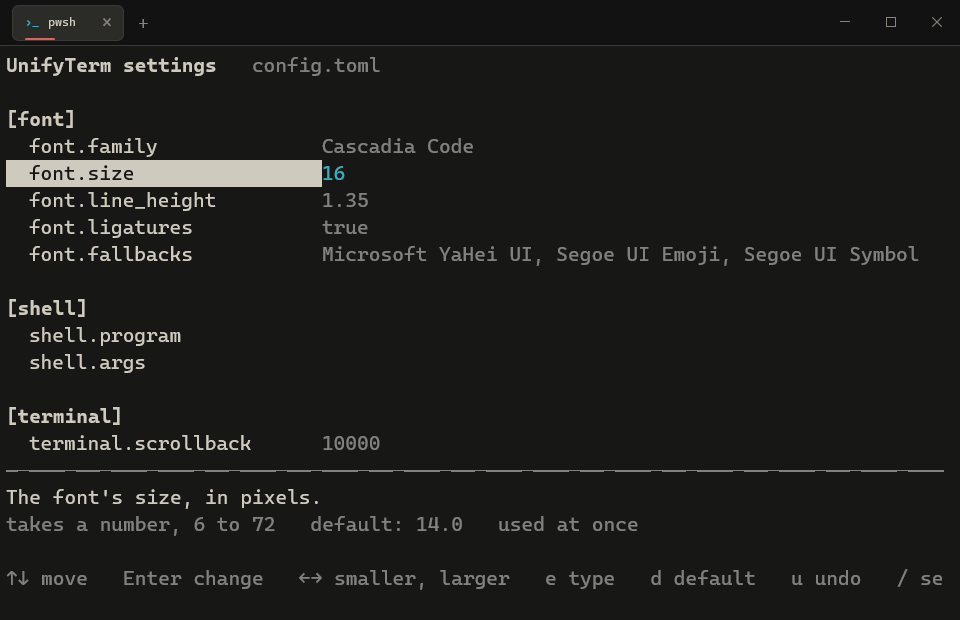 pwsh
UnifyTerm settings config.toml
[font]
font.family Cascadia Code
font.size 16
font.line_height 1.35
font.ligatures true
font.fallbacks Microsoft YaHei UI, Segoe UI Emoji, Segoe UI Symbol
[shell]
shell.program
shell.args
[terminal]
terminal.scrollback 10000
The font's size, in pixels.
takes a number, 6 to 72 default: 14.0 used at once
↑↓ move Enter change ←→ smaller, larger e type d default u undo / se